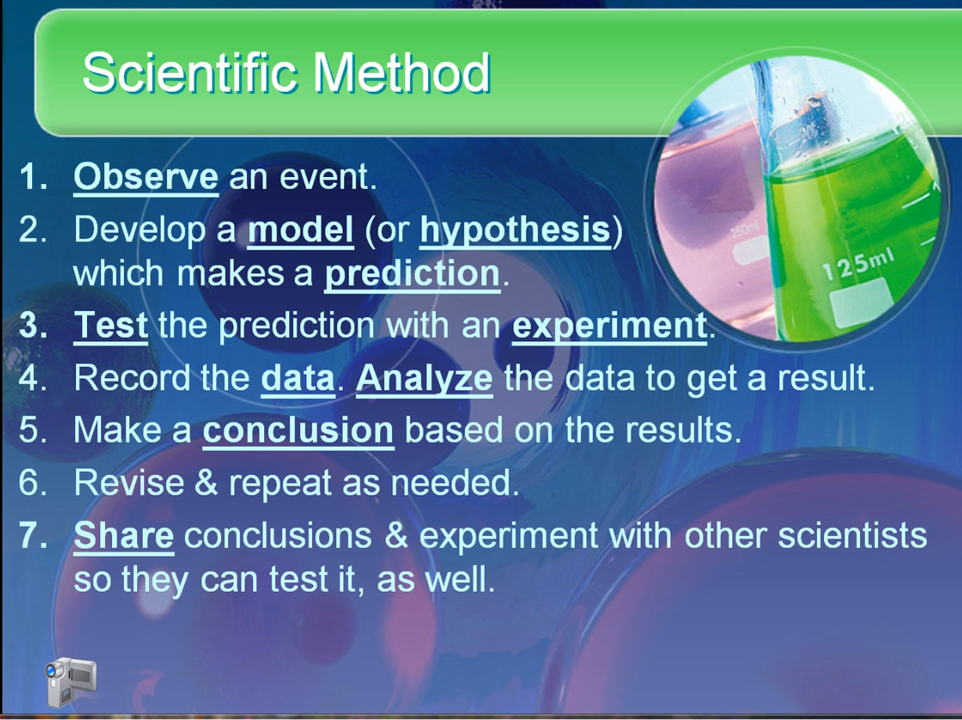 Scientific Method
1. Observe an event.
2. Develop a model (or hypothesis)
which makes a prediction.
3. Test the prediction with an experiment.
4. Record the data. Analyze the data to get a result.
5. Make a conclusion based on the results.
6. Revise & repeat as needed.
7. Share conclusions & experiment with other scientists
so they can test it, as well.
250ml
125ml